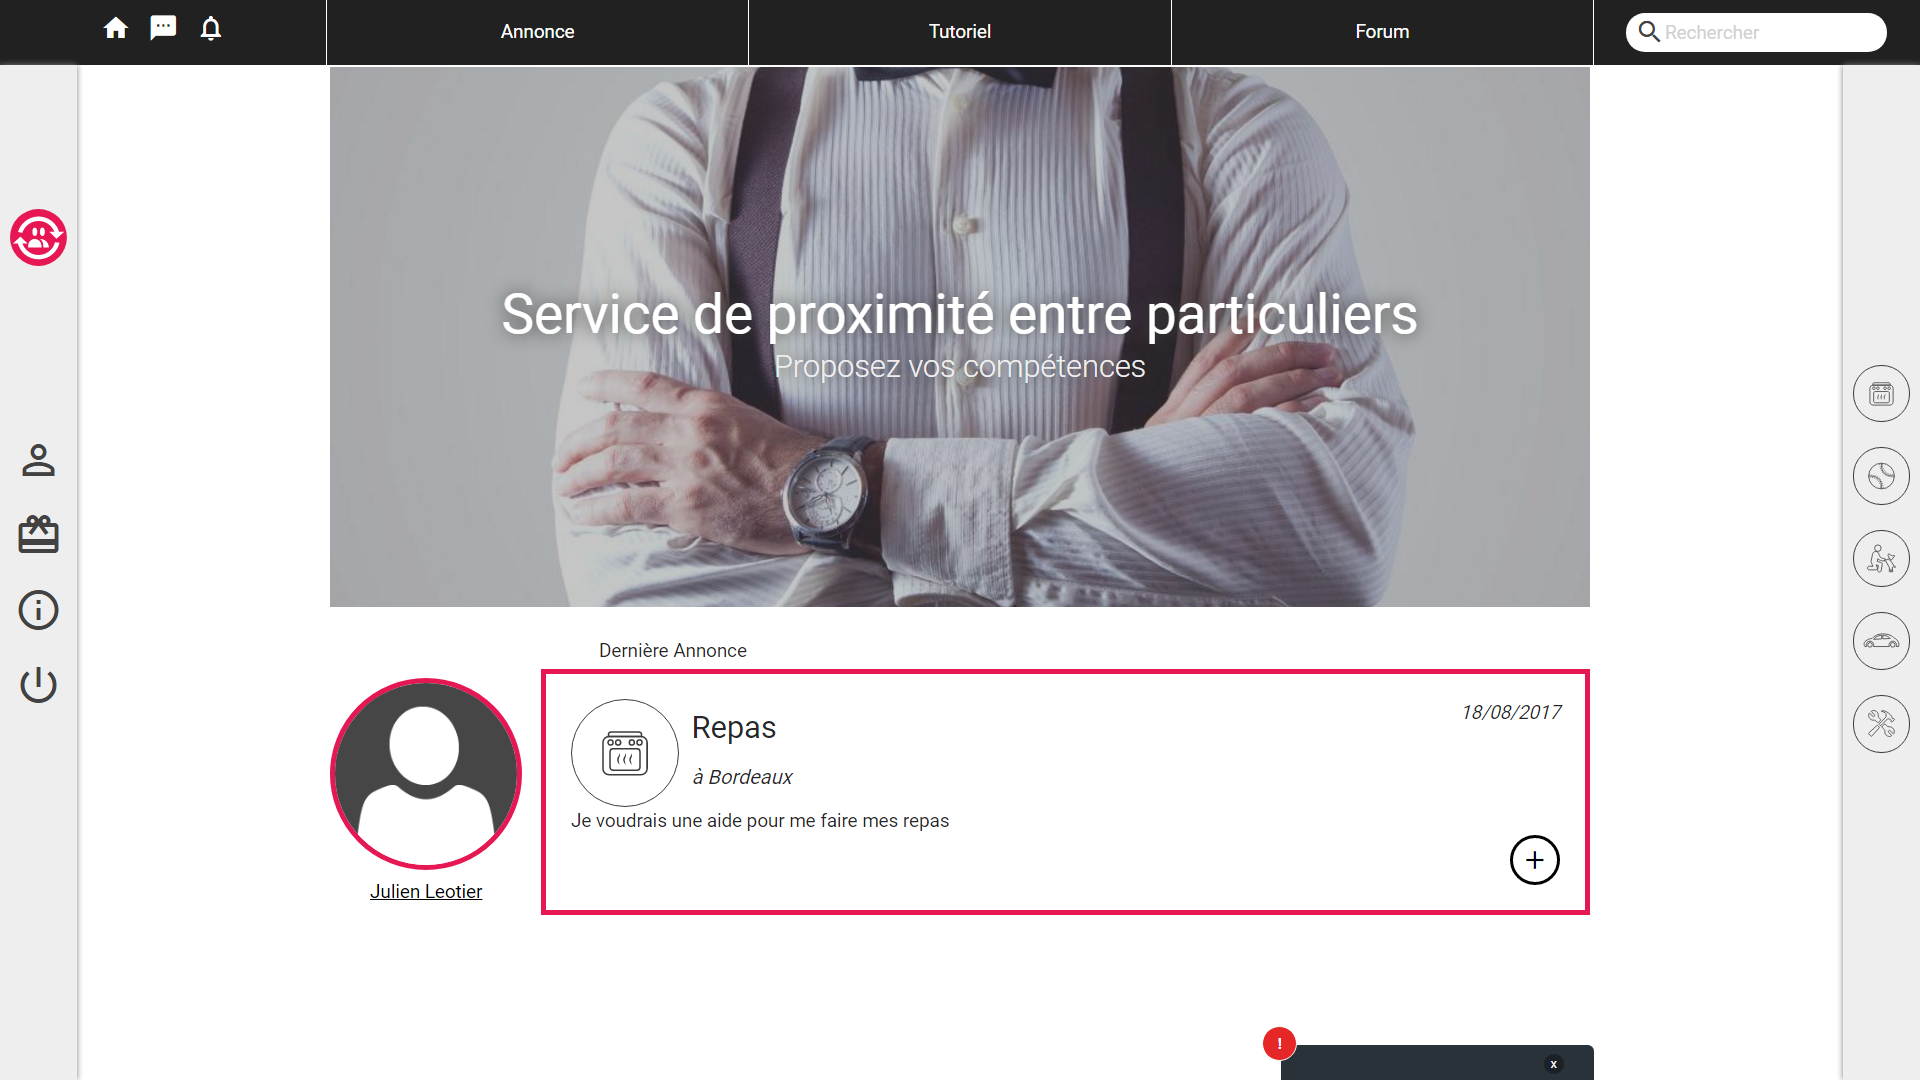 Annonce
Tutoriel
Forum
Rechercher
Service de proximité entre particuliers
Proposez vos compétences
Dernière Annonce
Repas
18/08/2017
à Bordeaux
Je voudrais une aide pour me faire mes repas
Julien Leotier
!
x